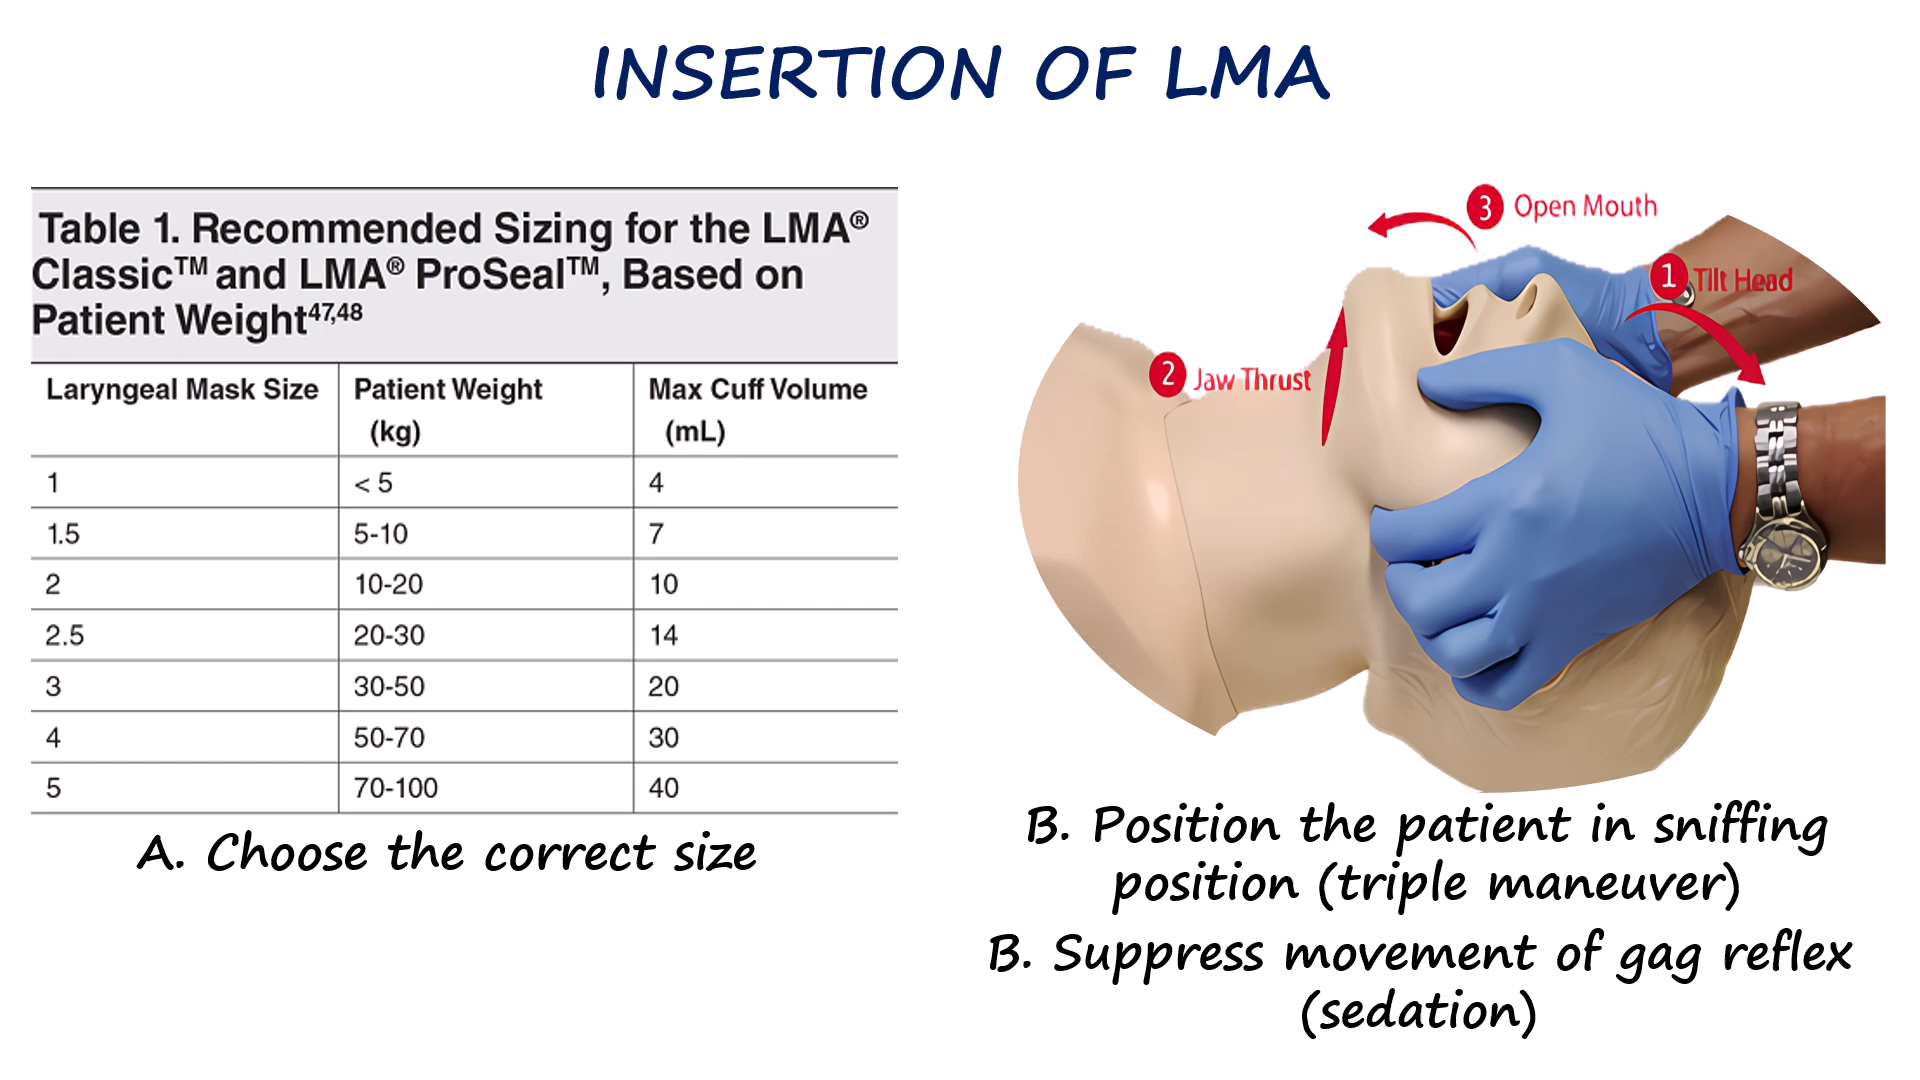 INSERTION OF LMA
Table 1. Recommended Sizing for the LMA®
Classic™ and LMA® ProSeal™, Based on
Patient Weight47,48
Laryngeal Mask Size Patient Weight (kg) Max Cuff Volume (mL)
1 < 5 4
1.5 5-10 7
2 10-20 10
2.5 20-30 14
3 30-50 20
4 50-70 30
5 70-100 40
A. Choose the correct size
3 Open Mouth
1 Tilt Head
2 Jaw Thrust
B. Position the patient in sniffing
position (triple maneuver)
B. Suppress movement of gag reflex
(sedation)